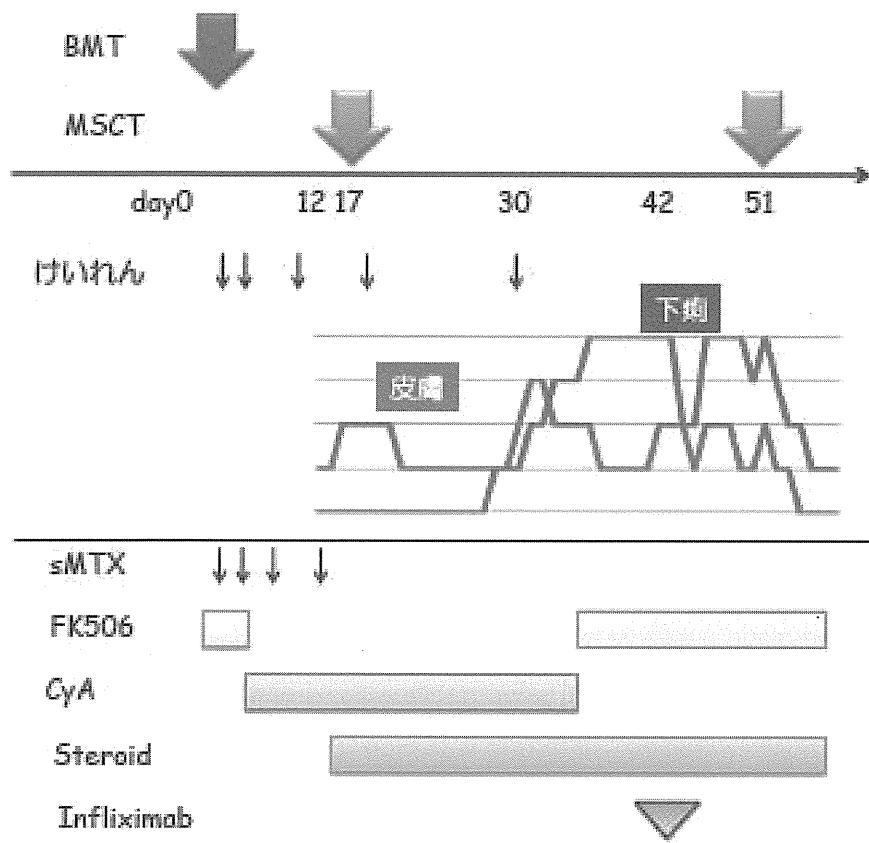 BMT
MSCT
day0 12 17 30 42 51
けいれん
下痢
皮膚
sMTX
FK506
CyA
Steroid
Infliximab